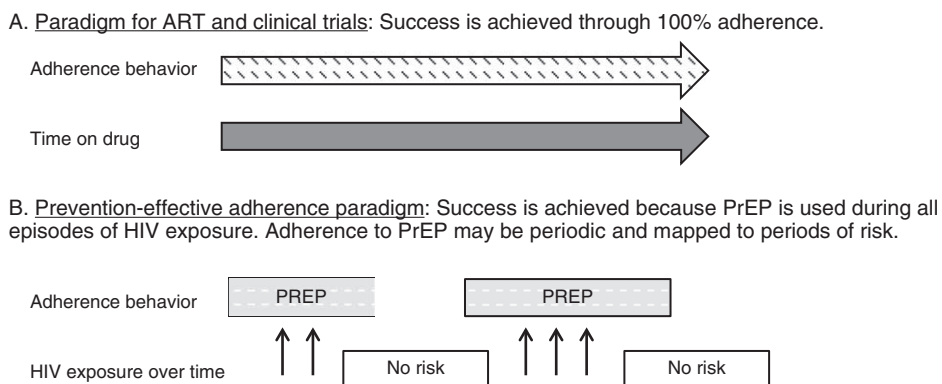 A. Paradigm for ART and clinical trials: Success is achieved through 100% adherence.
Adherence behavior
Time on drug
B. Prevention-effective adherence paradigm: Success is achieved because PrEP is used during all
episodes of HIV exposure. Adherence to PrEP may be periodic and mapped to periods of risk.
Adherence behavior PREP PREP
HIV exposure over time No risk No risk